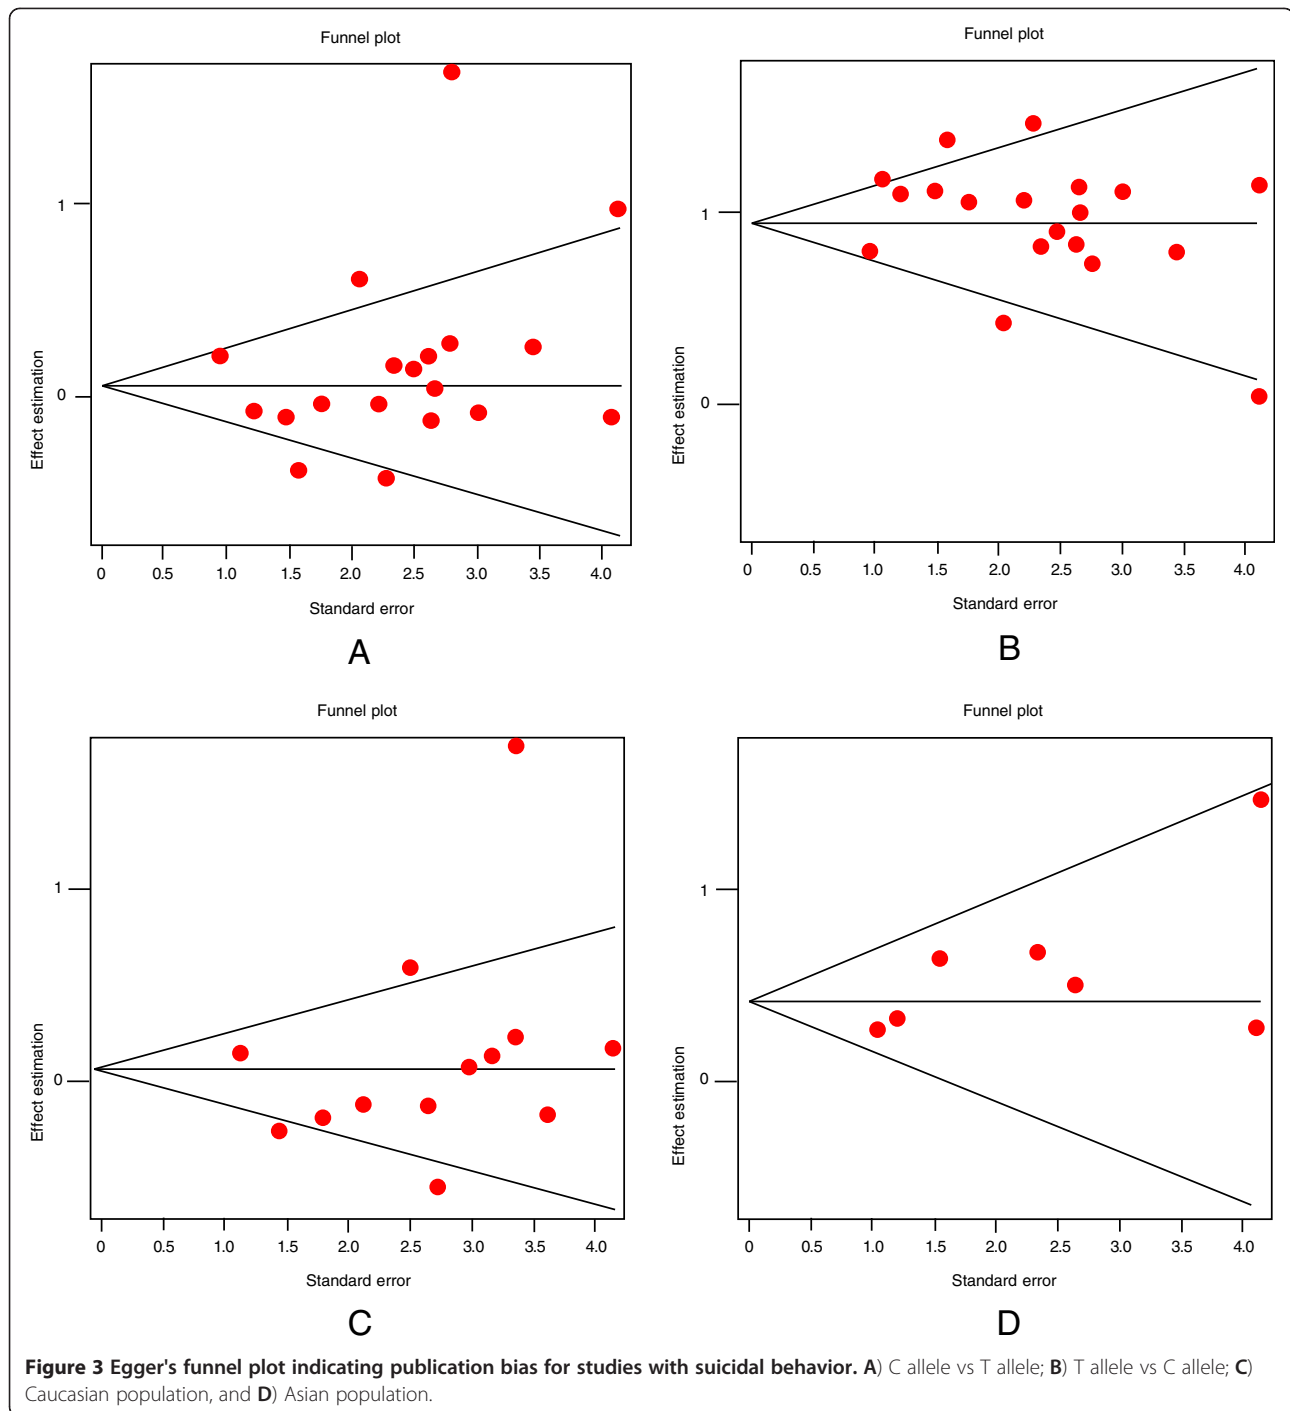 Funnel plot
1
0
Effect estimation
0 0.5 1.0 1.5 2.0 2.5 3.0 3.5 4.0
Standard error
A
Funnel plot
1
0
Effect estimation
0 0.5 1.0 1.5 2.0 2.5 3.0 3.5 4.0
Standard error
B
Funnel plot
1
0
Effect estimation
0 0.5 1.0 1.5 2.0 2.5 3.0 3.5 4.0
Standard error
C
Funnel plot
1
0
Effect estimation
0 0.5 1.0 1.5 2.0 2.5 3.0 3.5 4.0
Standard error
D
Figure 3 Egger's funnel plot indicating publication bias for studies with suicidal behavior. A) C allele vs T allele; B) T allele vs C allele; C)
Caucasian population, and D) Asian population.